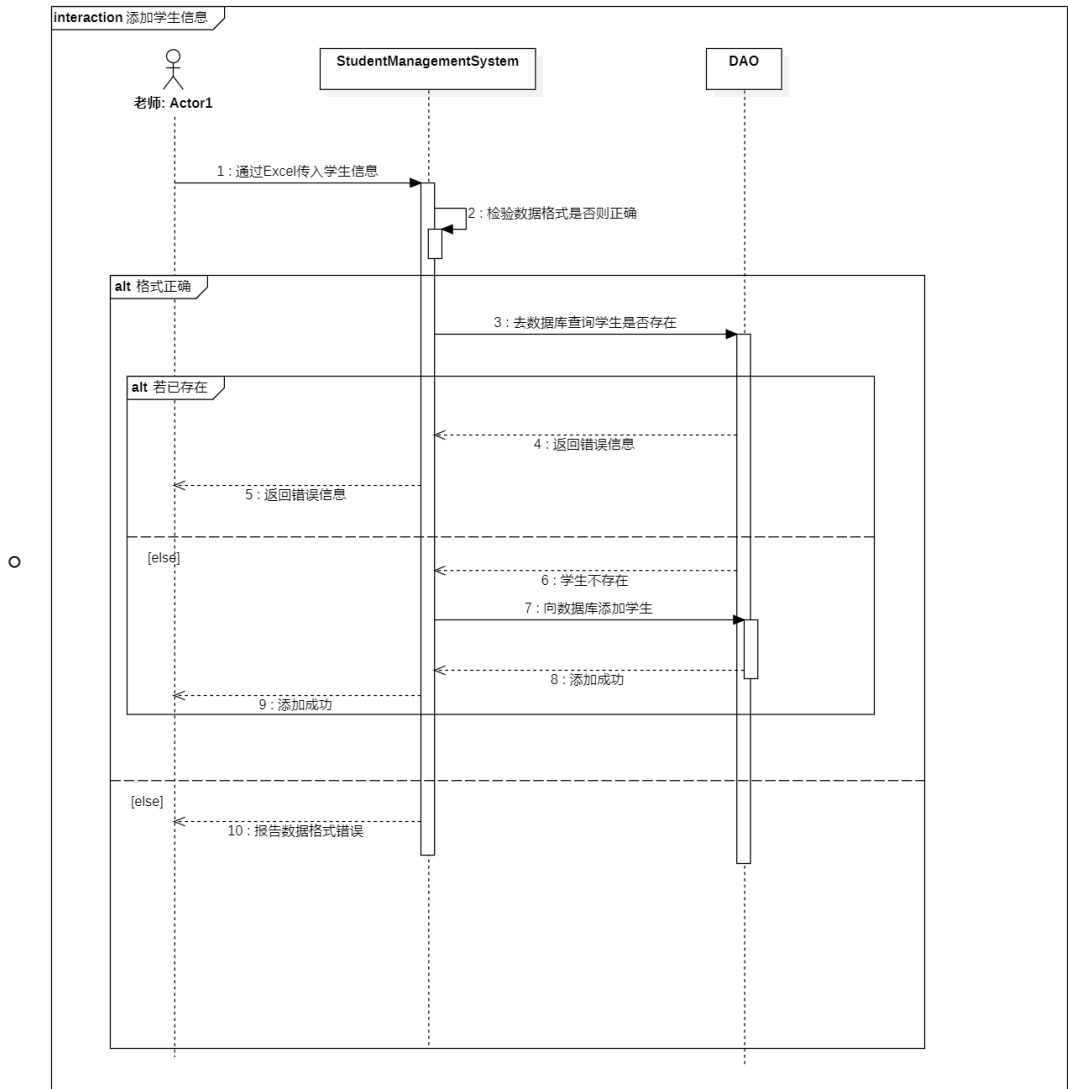 interaction 添加学生信息
StudentManagementSystem
DAO
老师: Actor1
1 : 通过Excel传入学生信息
2 : 检验数据格式是否则正确
alt 格式正确
3 : 去数据库查询学生是否存在
alt 若已存在
4 : 返回错误信息
5 : 返回错误信息
[else]
6 : 学生不存在
7 : 向数据库添加学生
8 : 添加成功
9 : 添加成功
[else]
10 : 报告数据格式错误